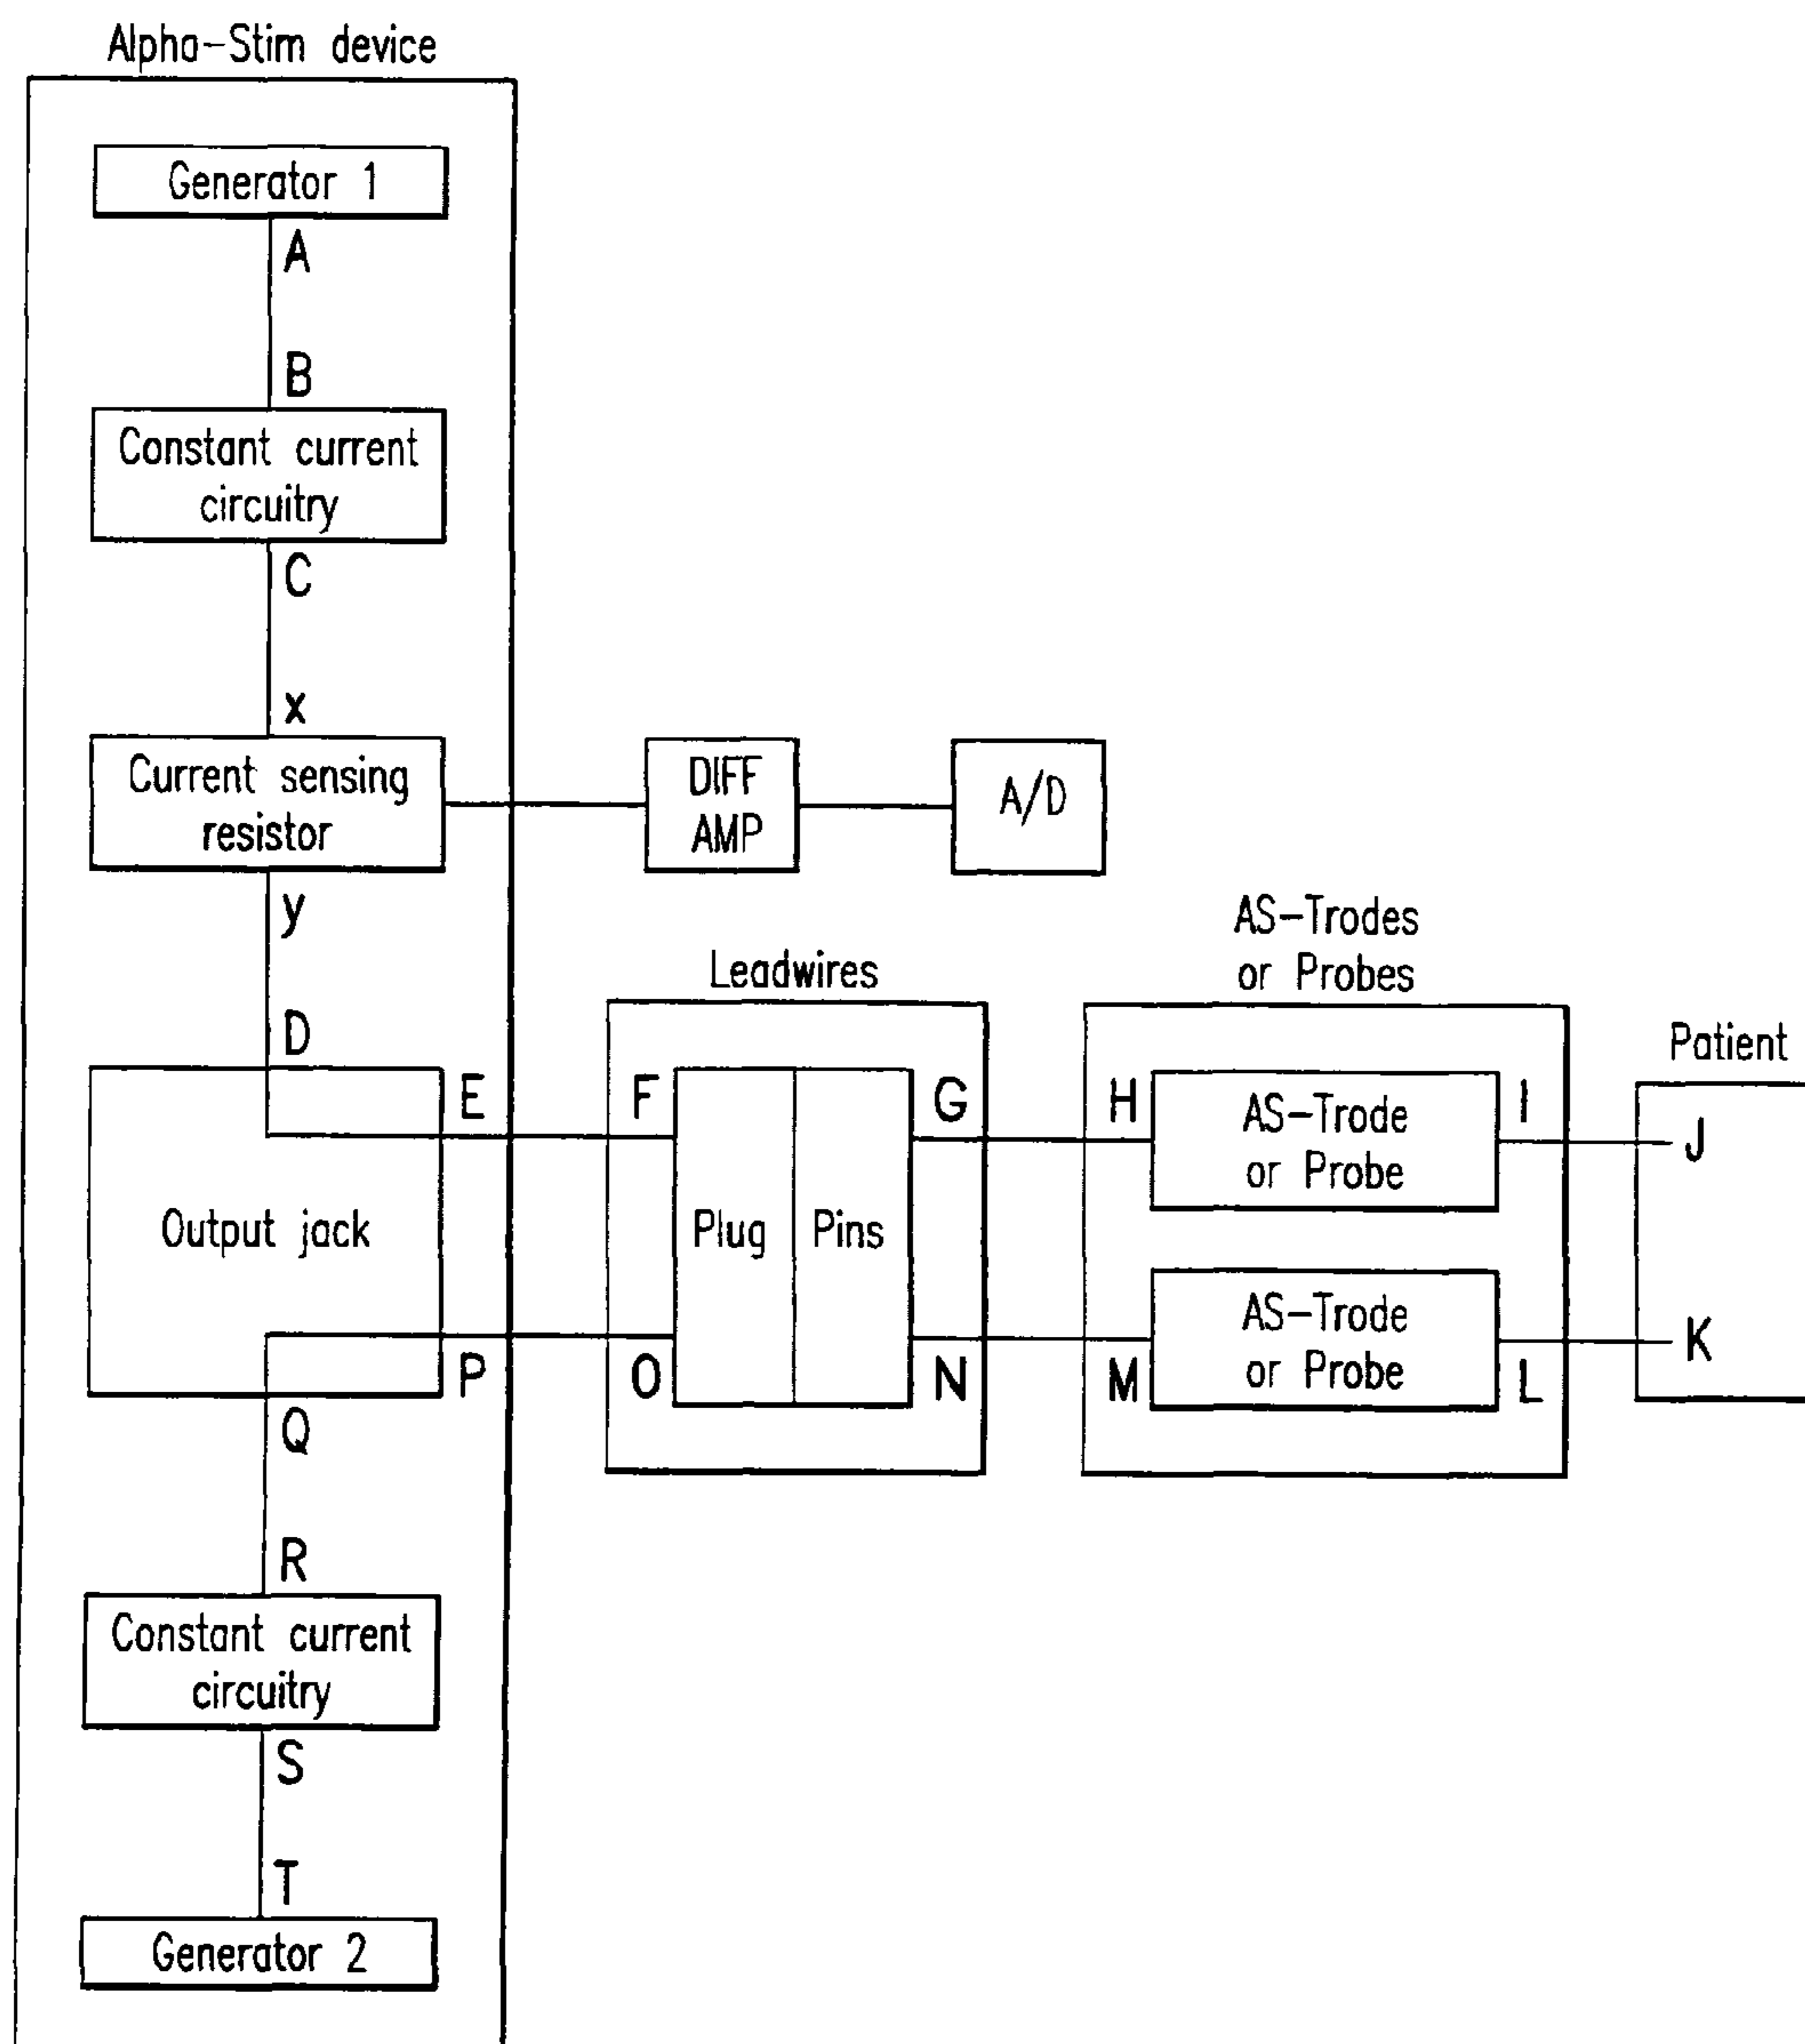 Alpha-Stim device
Generator 1
A
B
Constant current
circuitry
C
x
Current sensing
resistor
DIFF
AMP
A/D
y
D
Output jack
E
P
Q
Leadwires
F
Plug
Pins
G
O
N
AS-Trodes
or Probes
H
AS-Trode
or Probe
I
M
AS-Trode
or Probe
L
Patient
J
K
R
Constant current
circuitry
S
T
Generator 2